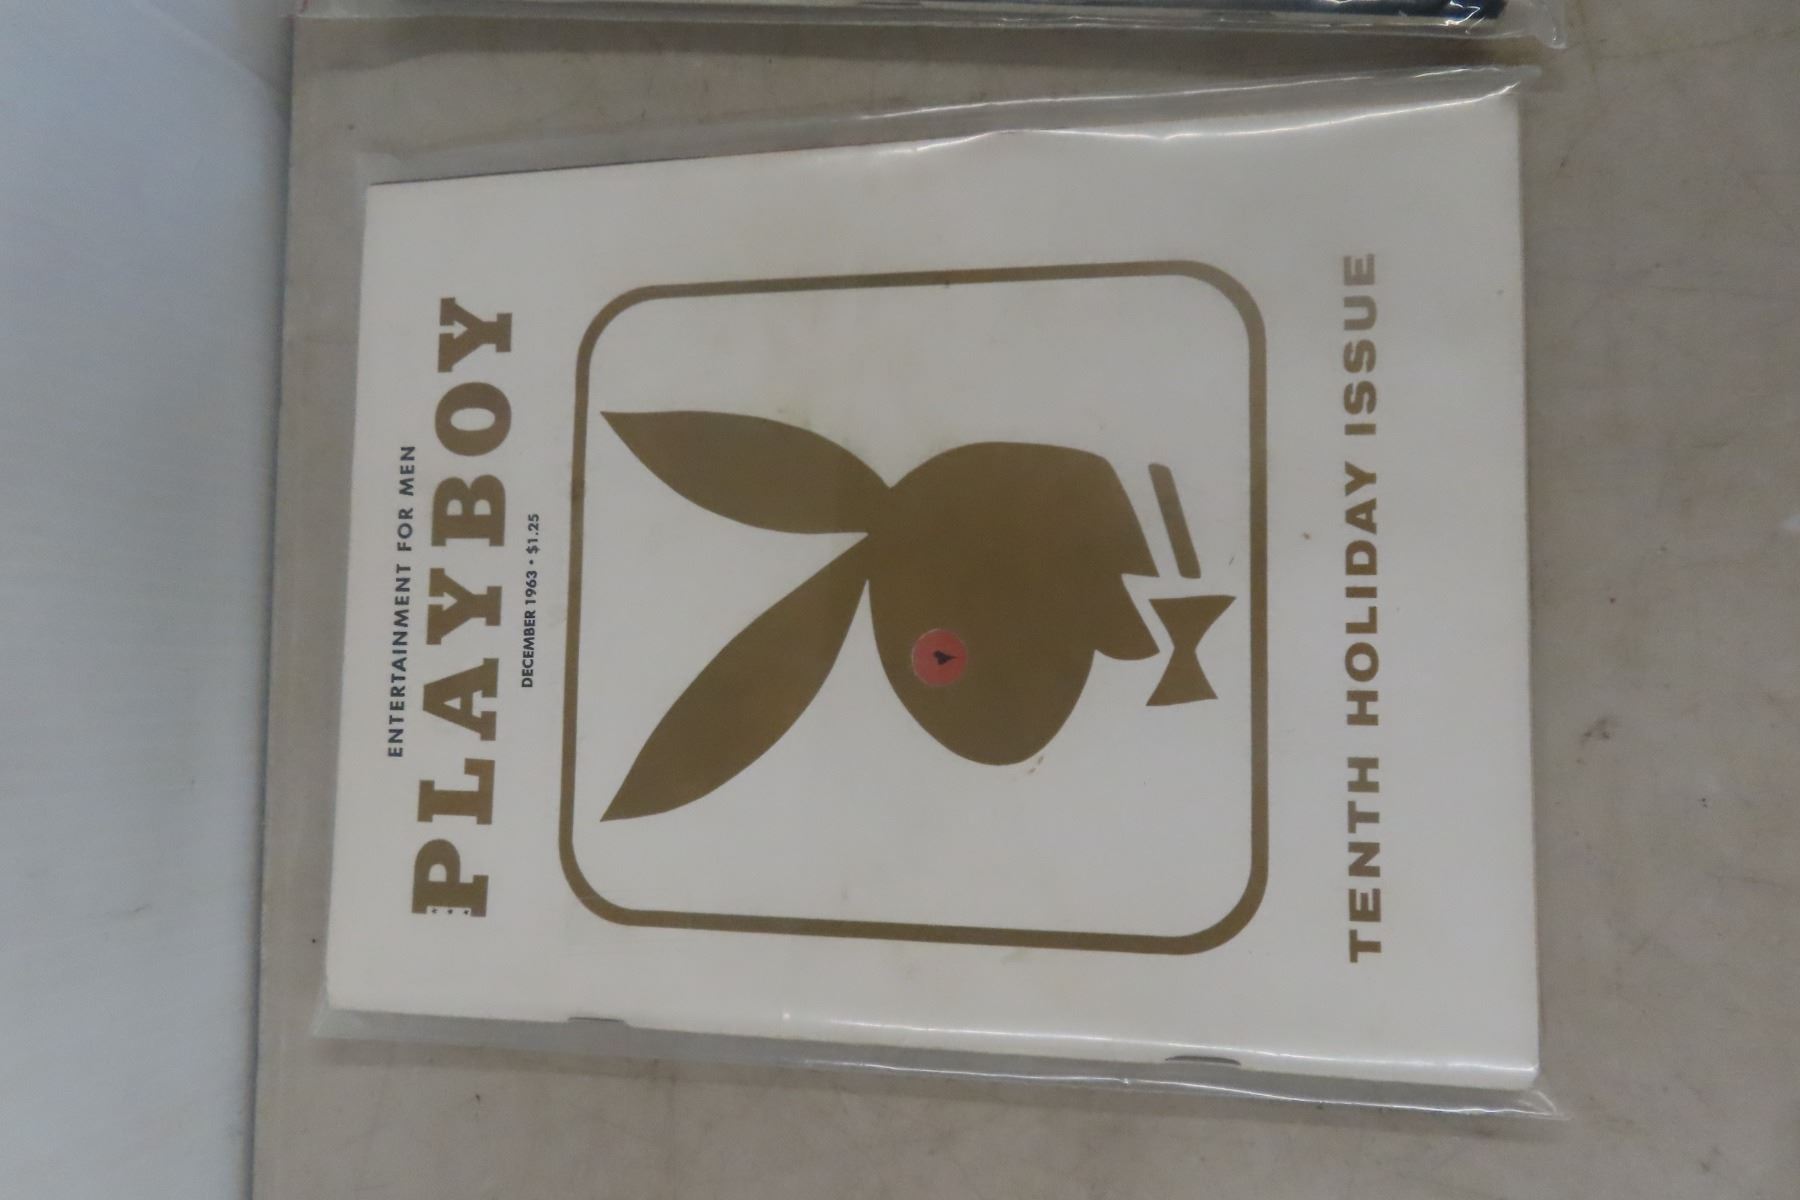 ENTERTAINMENT FOR MEN
PLAYBOY
DECEMBER 1963 • $1.25
TENTH HOLIDAY ISSUE